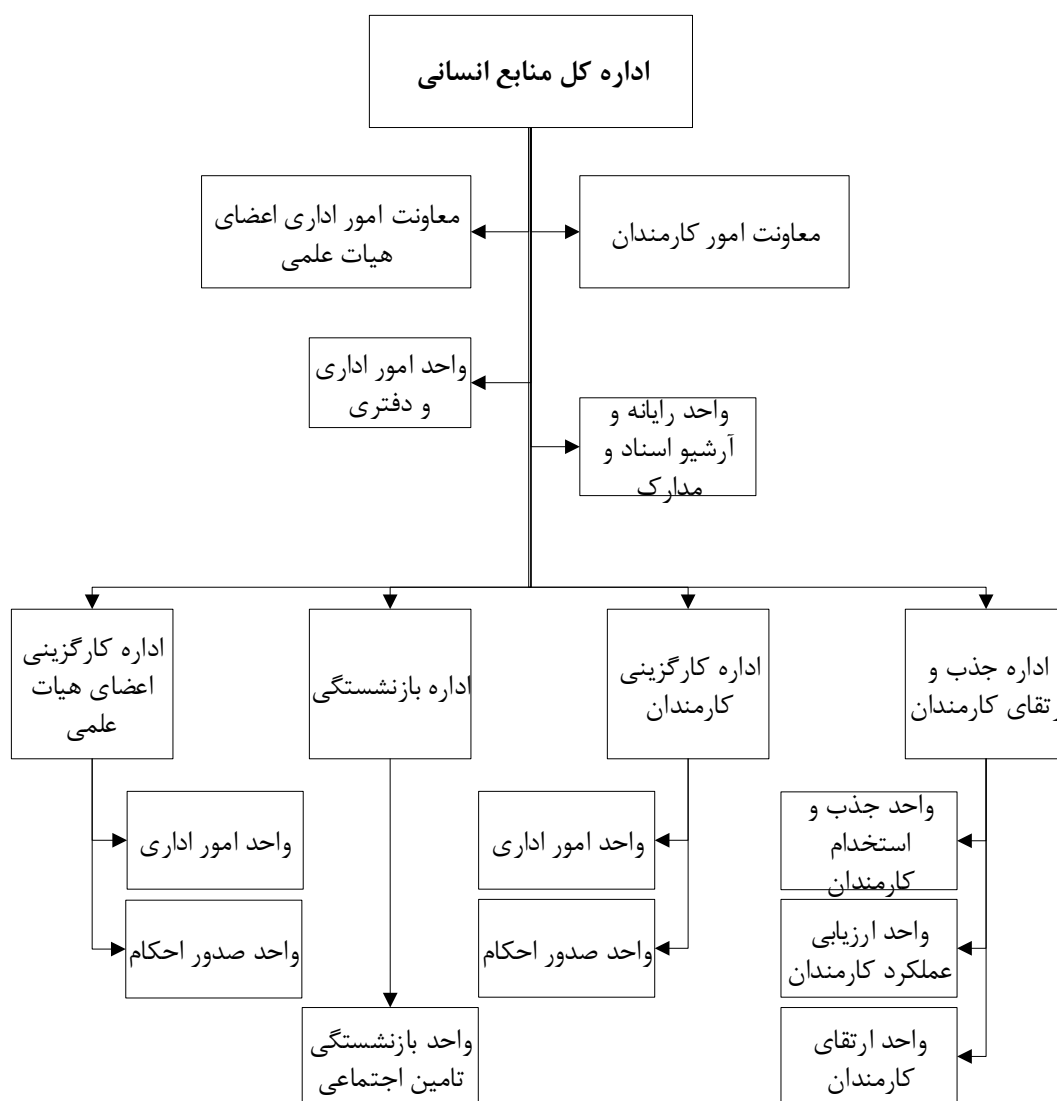 اداره کل منابع انسانی
معاونت امور کارمندان
معاونت امور اداری اعضای
هیات علمی
واحد امور اداری
و دفتری
واحد رایانه و
آرشیو اسناد و
مدارک
اداره جذب و
رتقای کارمندان
اداره کارگزینی
کارمندان
اداره بازنشستگی
اداره کارگزینی
اعضای هیات
علمی
واحد جذب و
استخدام
کارمندان
واحد امور اداری
واحد امور اداری
واحد ارزیابی
عملکرد کارمندان
واحد صدور احکام
واحد صدور احکام
واحد ارتقای
کارمندان
واحد بازنشستگی
تامین اجتماعی